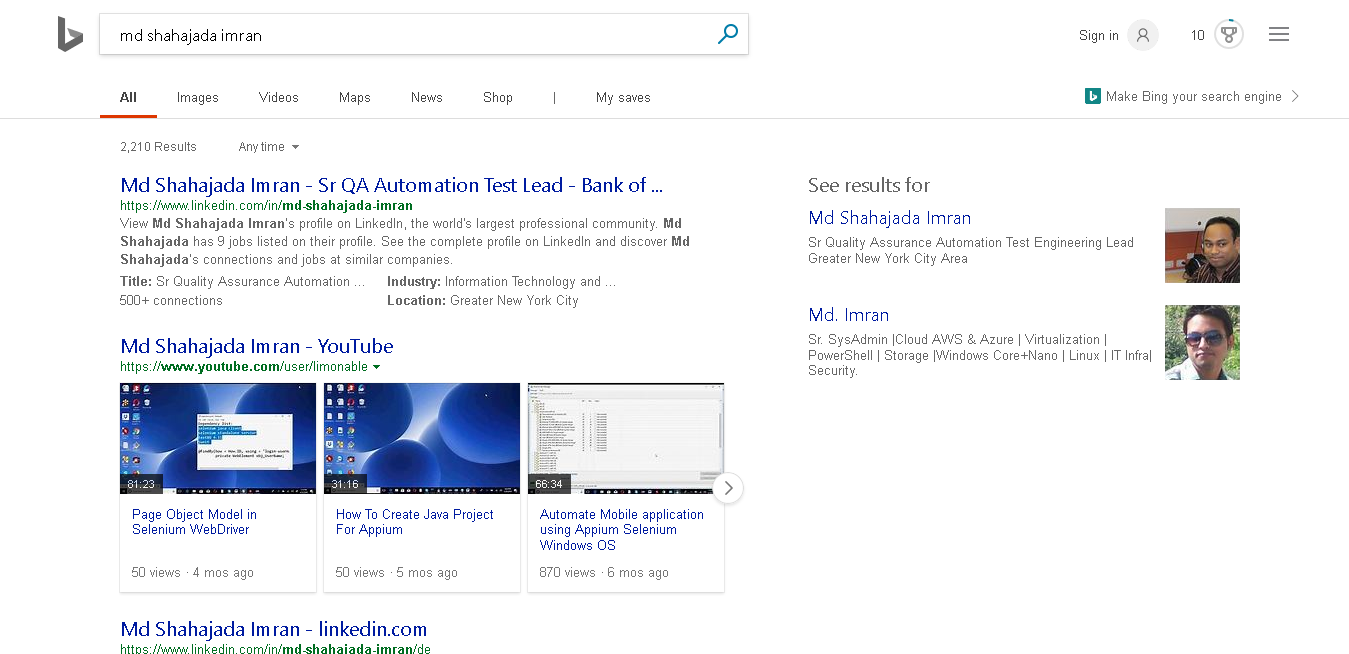 md shahajada imran
Sign in
10
All
Images
Videos
Maps
News
Shop
|
My saves
Make Bing your search engine
2,210 Results
Any time
Md Shahajada Imran - Sr QA Automation Test Lead - Bank of ...
https://www.linkedin.com/in/md-shahajada-imran
View Md Shahajada Imran's profile on LinkedIn, the world's largest professional community. Md
Shahajada has 9 jobs listed on their profile. See the complete profile on LinkedIn and discover Md
Shahajada's connections and jobs at similar companies.
Title: Sr Quality Assurance Automation ...
Industry: Information Technology and ...
500+ connections
Location: Greater New York City
Md Shahajada Imran - YouTube
https://www.youtube.com/user/limonable
81:23
Page Object Model in
Selenium WebDriver
50 views · 4 mos ago
31:16
How To Create Java Project
For Appium
50 views · 5 mos ago
66:34
Automate Mobile application
using Appium Selenium
Windows OS
870 views · 6 mos ago
Md Shahajada Imran - linkedin.com
https://www.linkedin.com/in/md-shahajada-imran/de
See results for
Md Shahajada Imran
Sr Quality Assurance Automation Test Engineering Lead
Greater New York City Area
Md. Imran
Sr. SysAdmin |Cloud AWS & Azure | Virtualization |
PowerShell | Storage |Windows Core+Nano | Linux | IT Infra|
Security.